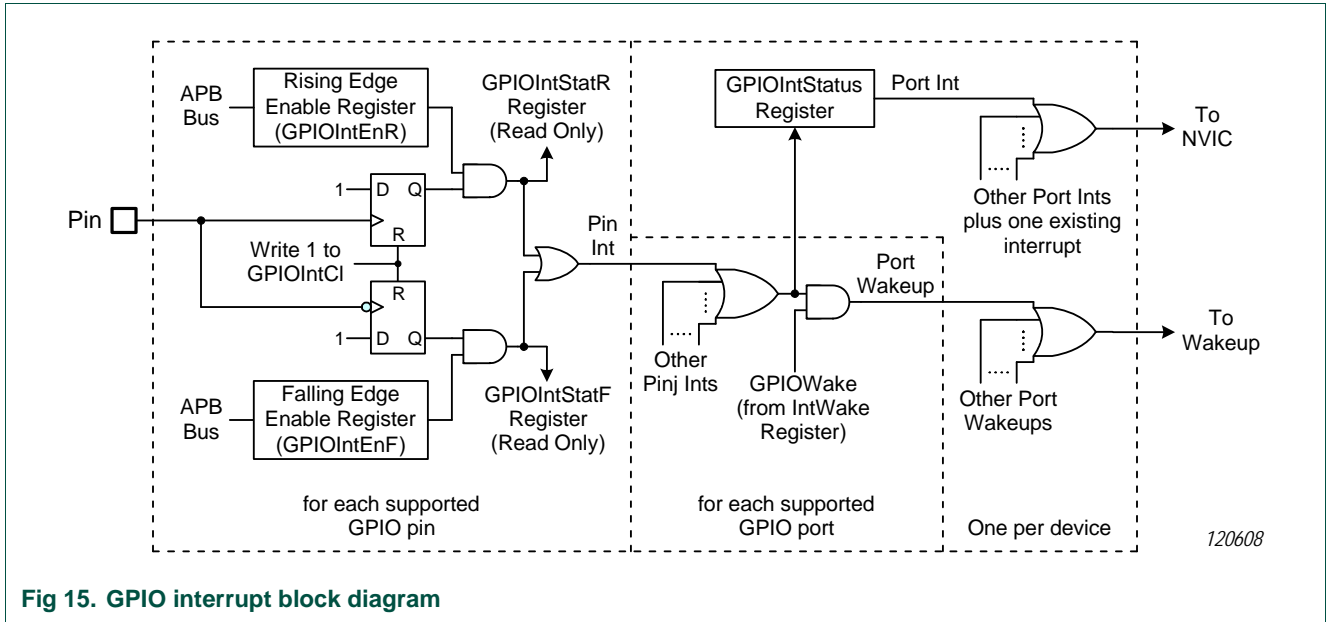 Rising Edge
Enable Register
(GPIOIntEnR)
APB
Bus
GPIOIntStatR
Register
(Read Only)
GPIOIntStatus
Register
Port Int
To
NVIC
1
D Q
R
Pin
Write 1 to
GPIOIntCl
R
1
D Q
Pin
Int
Other Port Ints
plus one existing
interrupt
Port
Wakeup
To
Wakeup
Other
Pinj Ints
GPIOWake
(from IntWake
Register)
Other Port
Wakeups
APB
Bus
Falling Edge
Enable Register
(GPIOIntEnF)
GPIOIntStatF
Register
(Read Only)
for each supported
GPIO pin
for each supported
GPIO port
One per device
120608
Fig 15. GPIO interrupt block diagram